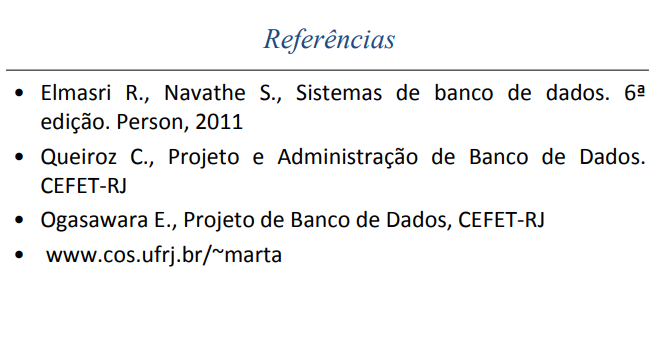 Referências
• Elmasri R., Navathe S., Sistemas de banco de dados. 6ª
edição. Person, 2011
• Queiroz C., Projeto e Administração de Banco de Dados.
CEFET-RJ
• Ogasawara E., Projeto de Banco de Dados, CEFET-RJ
• www.cos.ufrj.br/~marta